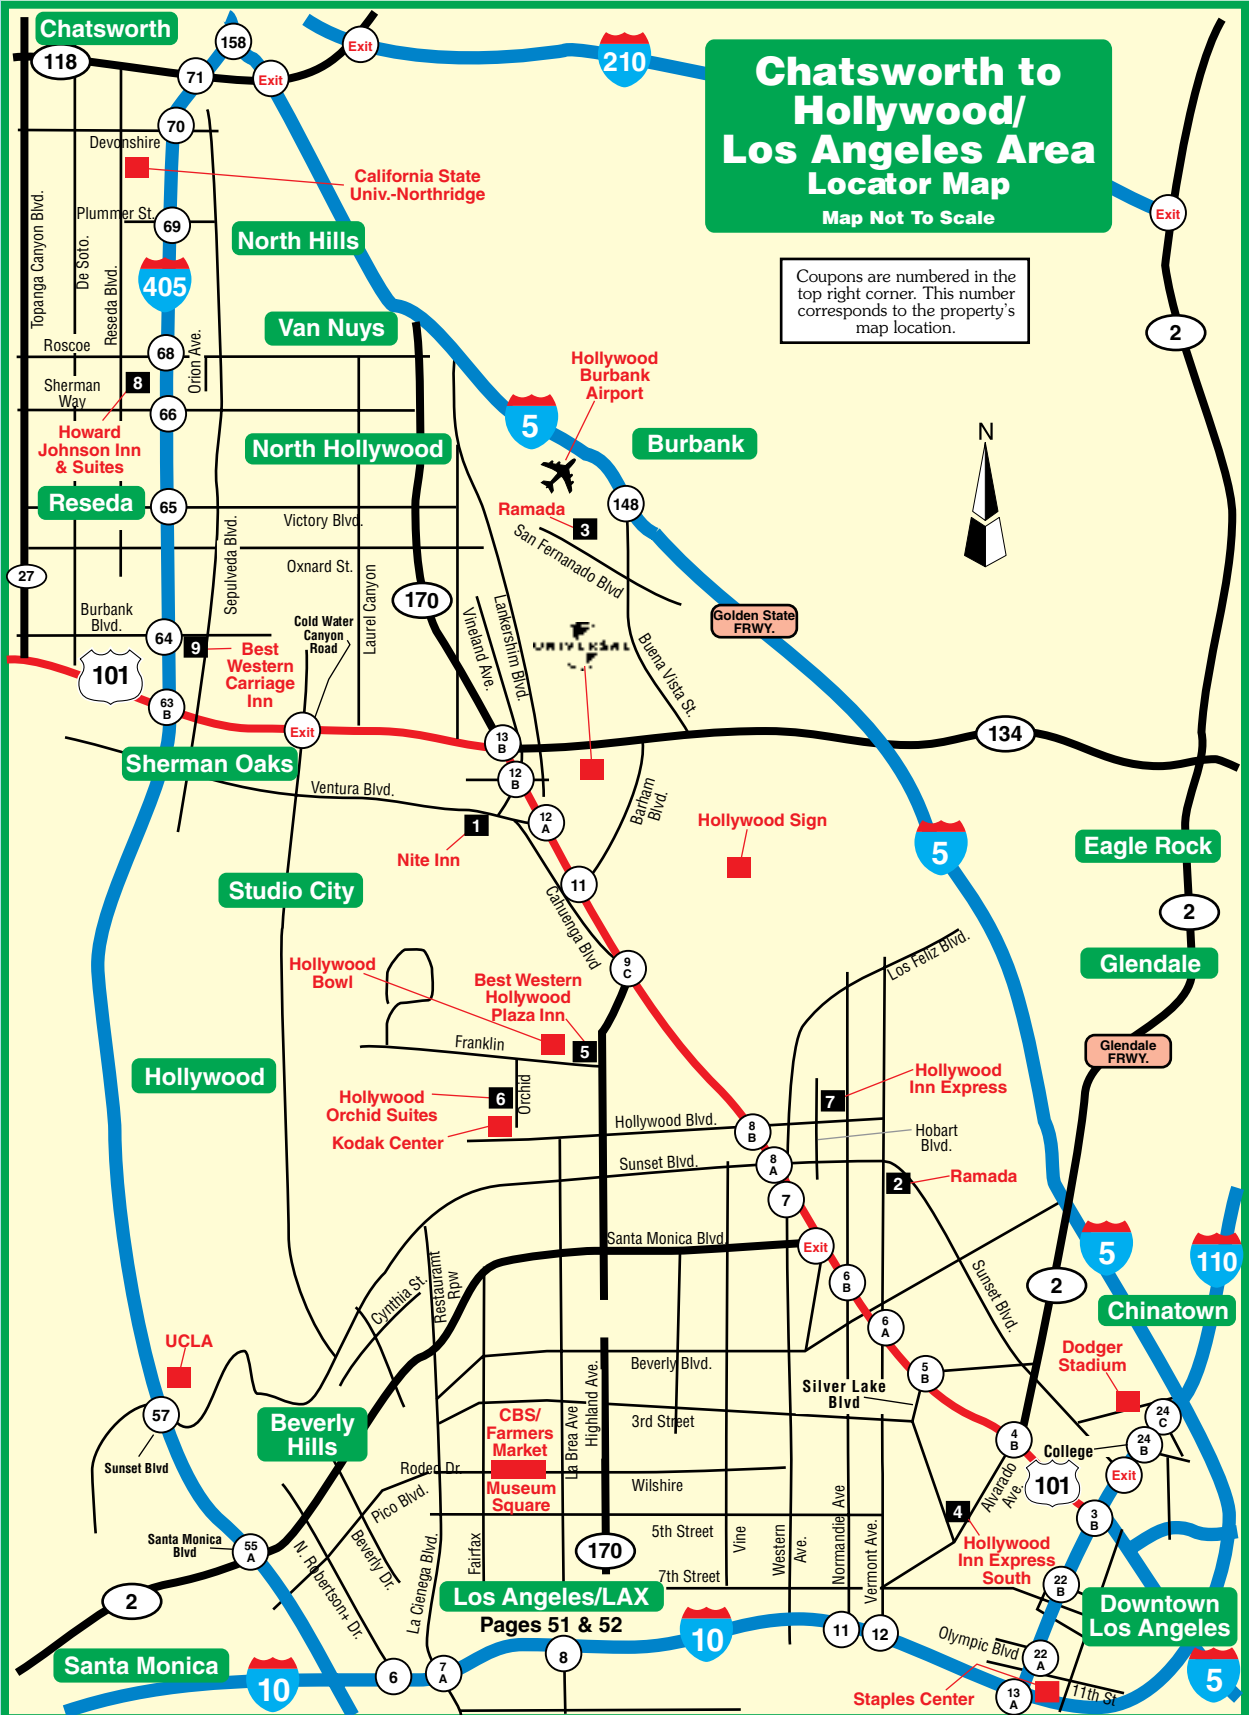 Chatsworth
118
158
71
Exit
Exit
210
Chatsworth to
Hollywood/
Los Angeles Area
Locator Map
Map Not To Scale
Exit
70
Devonshire
California State
Univ.-Northridge
Plummer St.
69
North Hills
Topanga Canyon Blvd.
De Soto.
Reseda Blvd.
405
Coupons are numbered in the
top right corner. This number
corresponds to the property's
map location.
Van Nuys
2
Roscoe
68
Orion Ave.
Sherman
Way
8
66
Hollywood
Burbank
Airport
5
Howard
Johnson Inn
& Suites
North Hollywood
Burbank
N
Reseda
65
148
Ramada
3
Victory Blvd.
San Fernanado Blvd
Sepulveda Blvd.
27
Oxnard St.
Laurel Canyon
170
Burbank
Blvd.
64
9
Best
Western
Carriage
Inn
Cold Water
Canyon
Road
Vineland Ave.
Lankershim Blvd.
UNIVERSAL
Buena Vista St.
Golden State
FRWY.
101
63
B
Exit
13
B
134
Sherman Oaks
12
B
Ventura Blvd.
12
A
Barham
Blvd.
1
Nite Inn
Hollywood Sign
5
Eagle Rock
Studio City
11
Cahuenga Blvd
2
Los Feliz Blvd.
Glendale
Hollywood
Bowl
Best Western
Hollywood
Plaza Inn
9
C
Franklin
5
Glendale
FRWY.
Hollywood
Hollywood
Orchid Suites
6
Orchid
Kodak Center
7
Hollywood
Inn Express
Hollywood Blvd.
8
B
Hobart
Blvd.
Sunset Blvd.
8
A
2
Ramada
7
Santa Monica Blvd.
Exit
5
110
Restauramt
Rpw
Cynthia St.
6
B
Sunset Blvd.
2
Chinatown
UCLA
6
A
Beverly Blvd.
5
B
Dodger
Stadium
Silver Lake
Blvd
57
Sunset Blvd
Beverly
Hills
CBS/
Farmers
Market
Museum
Square
La Brea Ave
Highland Ave.
3rd Street
24
C
24
B
4
B
College
Exit
Rodeo Dr.
Wilshire
101
Alvarado
Ave.
Pico Blvd.
4
3
B
Santa Monica
Blvd
55
A
N. Robertson+ Dr.
Beverly Dr.
La Cienega Blvd.
Fairfax
170
5th Street
Vine
Western
Ave.
Normandie Ave
Vermont Ave.
Hollywood
Inn Express
South
7th Street
22
B
2
Los Angeles/LAX
Pages 51 & 52
Downtown
Los Angeles
10
11
12
Olympic Blvd
22
A
Santa Monica
10
6
7
A
8
Staples Center
13
A
11th St
5